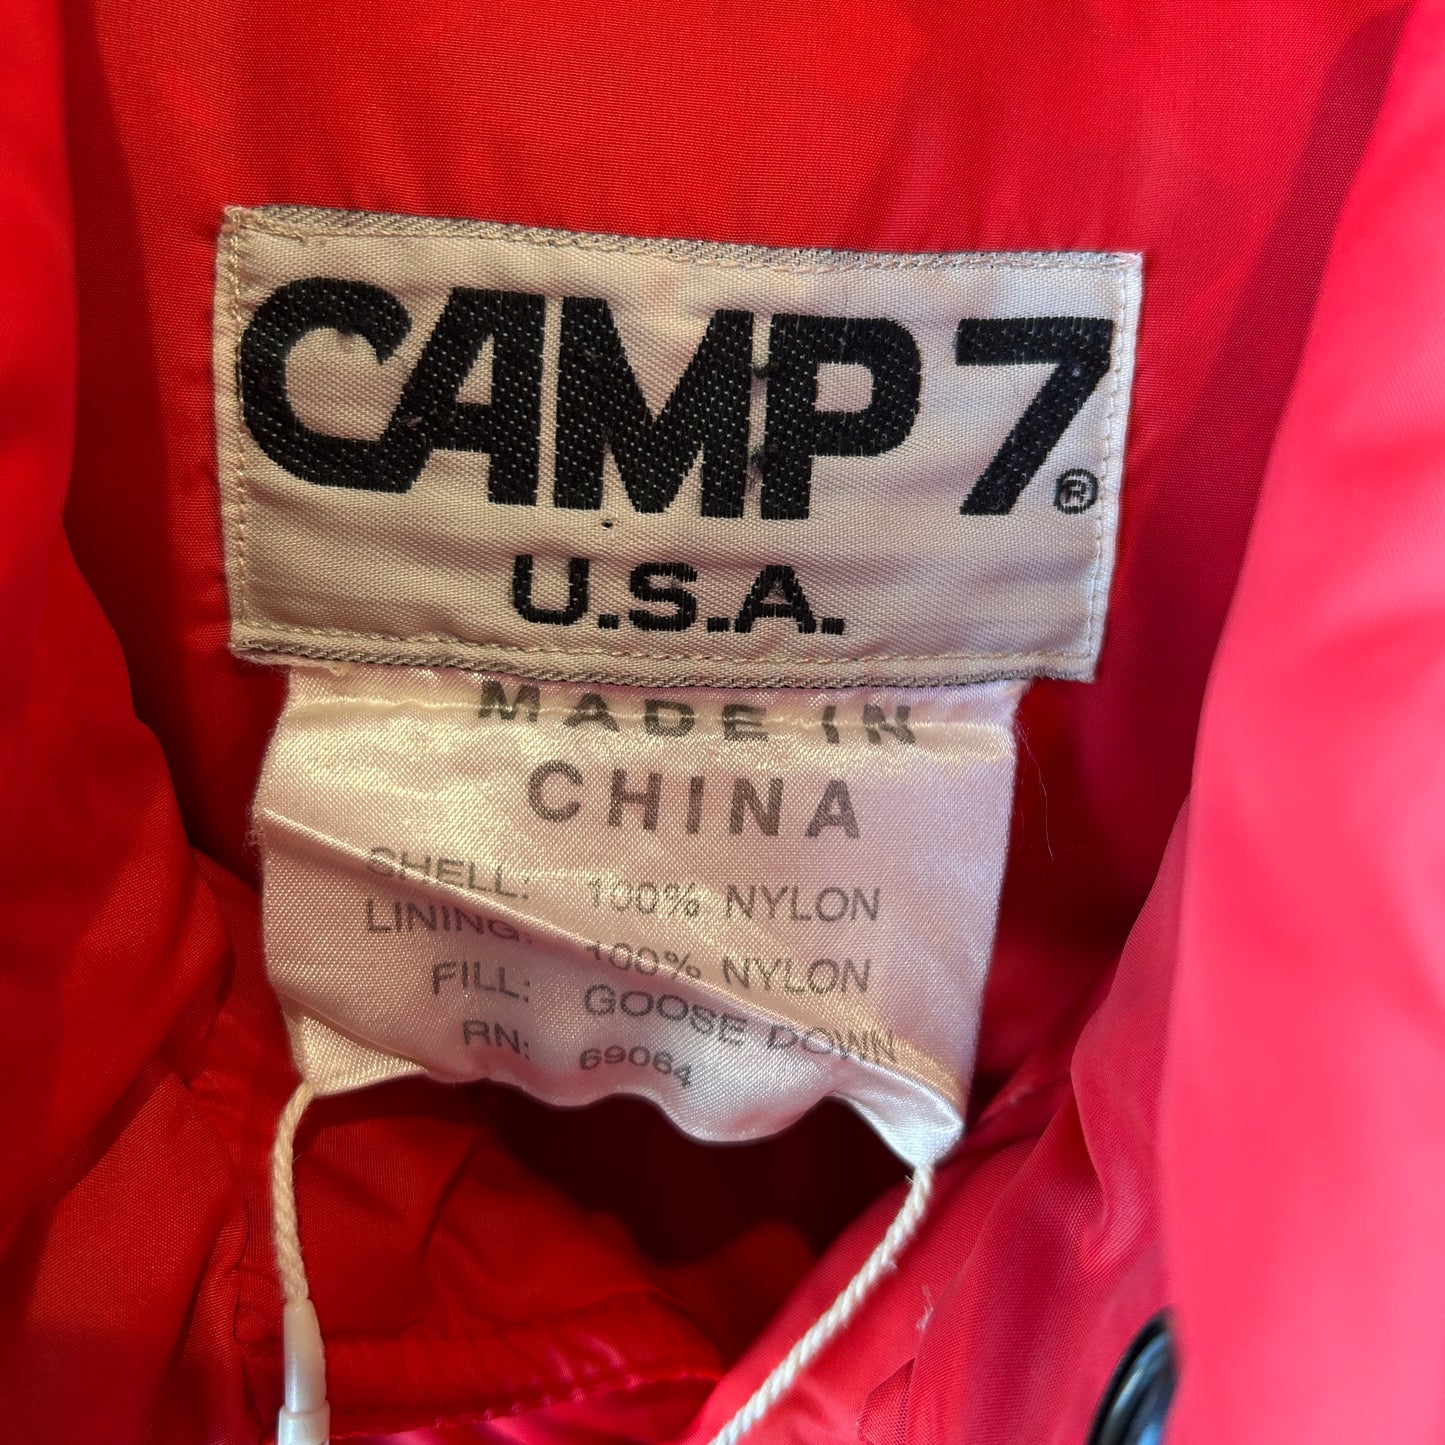 CAMP 7®
U.S.A.
MADE IN
CHINA
SHELL: 100% NYLON
LINING: 100% NYLON
FILL: GOOSE DOWN
RN: 69064